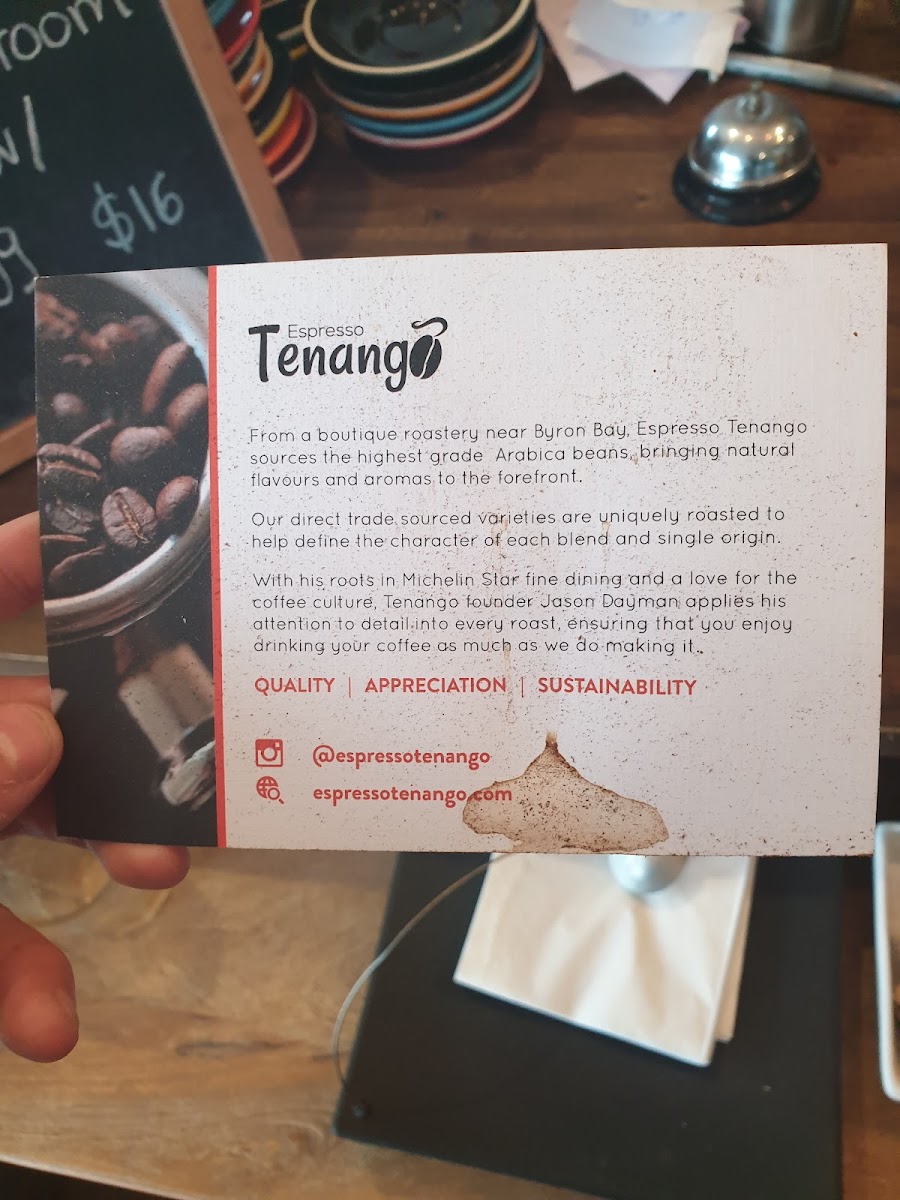 room
w/
$16
Espresso
Tenango
From a boutique roastery near Byron Bay, Espresso Tenango
sources the highest grade Arabica beans, bringing natural
flavours and aromas to the forefront.
Our direct trade sourced varieties are uniquely roasted to
help define the character of each blend and single origin.
With his roots in Michelin Star fine dining and a love for the
coffee culture, Tenango founder Jason Dayman applies his
attention to detail into every roast, ensuring that you enjoy
drinking your coffee as much as we do making it.
QUALITY | APPRECIATION | SUSTAINABILITY
@espressotenango
espressotenango.com